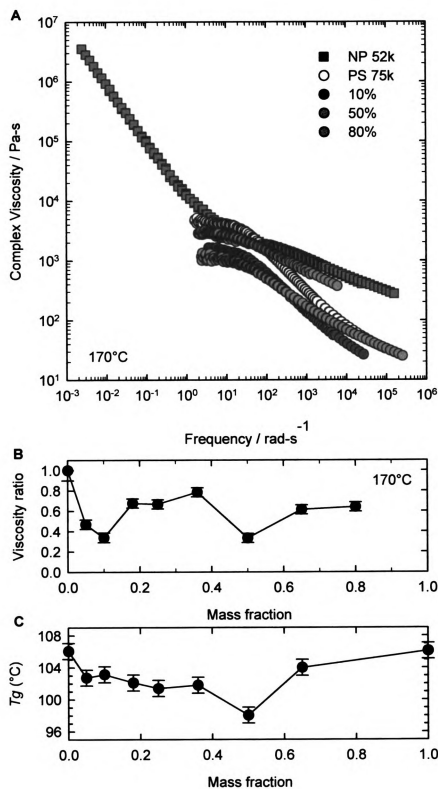 A
Complex Viscosity / Pa-s
10⁷
10⁶
10⁵
10⁴
10³
10²
10¹
NP 52k
PS 75k
10%
50%
80%
170°C
10⁻³ 10⁻² 10⁻¹ 10⁰ 10¹ 10² 10³ 10⁴ 10⁵ 10⁶
Frequency / rad-s⁻¹
B
Viscosity ratio
1.0
0.8
0.6
0.4
0.2
0.0
170°C
0.0 0.2 0.4 0.6 0.8 1.0
Mass fraction
C
Tg (°C)
108
104
100
96
0.0 0.2 0.4 0.6 0.8 1.0
Mass fraction